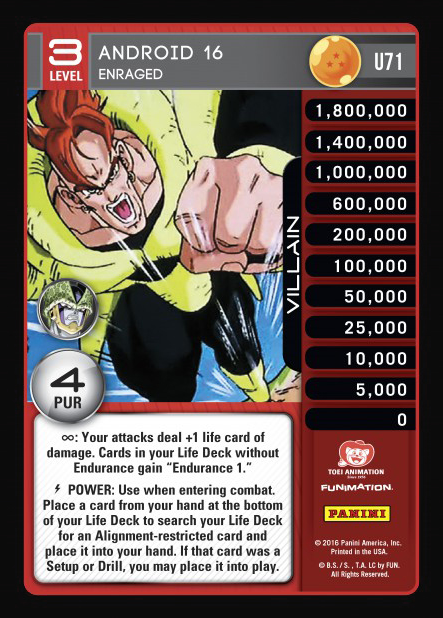 3
LEVEL
ANDROID 16
ENRAGED
U71
1,800,000
1,400,000
1,000,000
600,000
200,000
100,000
50,000
25,000
10,000
5,000
0
VILLAIN
4
PUR
∞: Your attacks deal +1 life card of
damage. Cards in your Life Deck without
Endurance gain “Endurance 1.”
⚡ POWER: Use when entering combat.
Place a card from your hand at the bottom
of your Life Deck to search your Life Deck
for an Alignment-restricted card and
place it into your hand. If that card was a
Setup or Drill, you may place it into play.
TOEI ANIMATION
Since 1956
FUNIMATION.
PANINI
© 2016 Panini America, Inc.
Printed in the USA.
© B.S./S., T.A. LC by FUN.
All Rights Reserved.